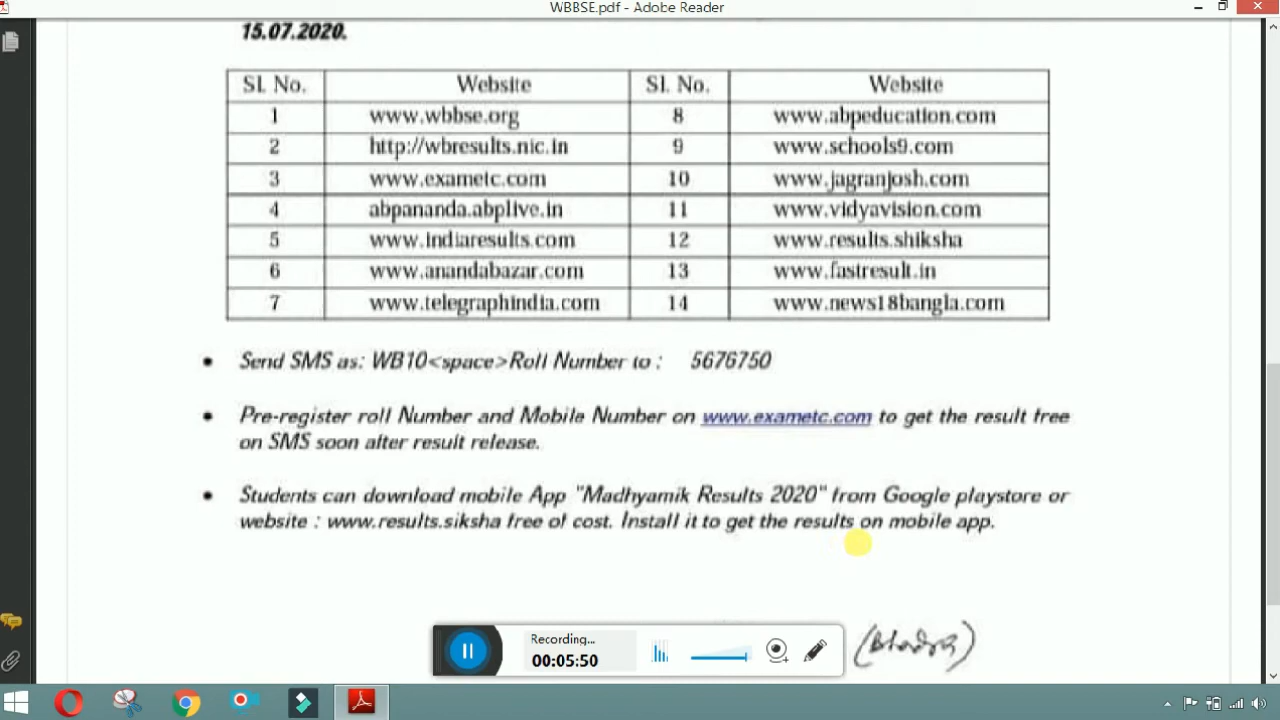 WBBSE.pdf - Adobe Reader
15.07.2020.
Sl. No. Website Sl. No. Website
1 www.wbbse.org 8 www.abpeducation.com
2 http://wbresults.nic.in 9 www.schools9.com
3 www.exametc.com 10 www.jagranjosh.com
4 abpananda.abplive.in 11 www.vidyavision.com
5 www.indiaresults.com 12 www.results.shiksha
6 www.anandabazar.com 13 www.fastresult.in
7 www.telegraphindia.com 14 www.news18bangla.com
• Send SMS as: WB10<space>Roll Number to : 5676750
• Pre-register roll Number and Mobile Number on www.exametc.com to get the result free
on SMS soon after result release.
• Students can download mobile App "Madhyamik Results 2020" from Google playstore or
website : www.results.siksha free of cost. Install it to get the results on mobile app.
Recording...
00:05:50